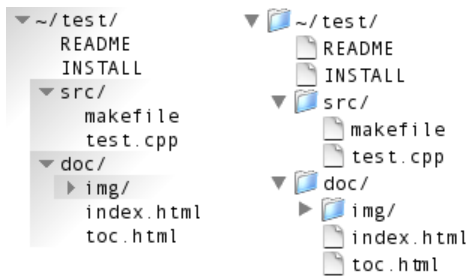 ~/test/
README
INSTALL
src/
makefile
test.cpp
doc/
img/
index.html
toc.html
~/test/
README
INSTALL
src/
makefile
test.cpp
doc/
img/
index.html
toc.html